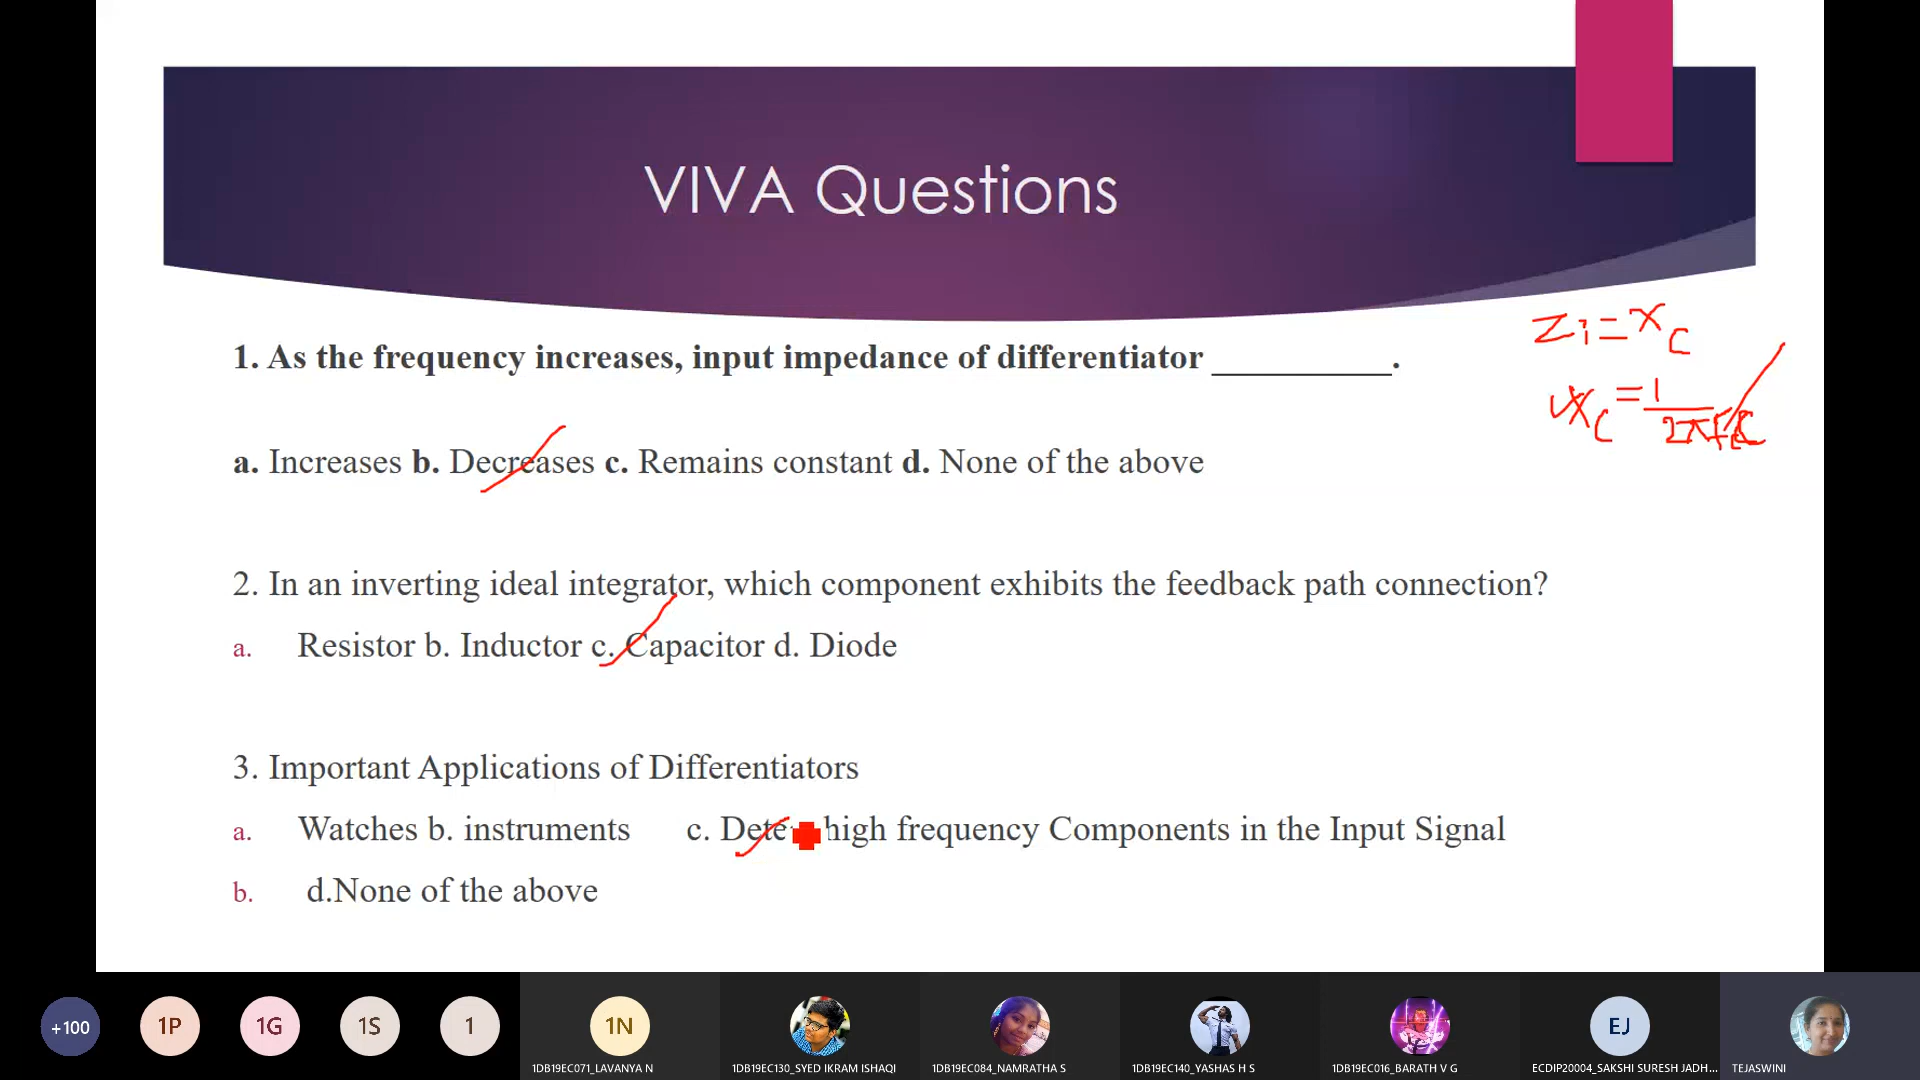 VIVA Questions
1. As the frequency increases, input impedance of differentiator __________.
Zi = Xc
Xc = 1
2πfC
a. Increases b. Decreases c. Remains constant d. None of the above
2. In an inverting ideal integrator, which component exhibits the feedback path connection?
a. Resistor b. Inductor c. Capacitor d. Diode
3. Important Applications of Differentiators
a. Watches b. instruments c. high frequency Components in the Input Signal
b. d.None of the above
+100
1P
1G
1S
1
1N
EJ
1DB19EC071_LAVANYA N
1DB19EC130_SYED IKRAM ISHAQI
1DB19EC084_NAMRATHA S
1DB19EC140_YASHAS H S
1DB19EC016_BARATH V G
ECDIP20004_SAKSHI SURESH JADH...
TEJASWINI